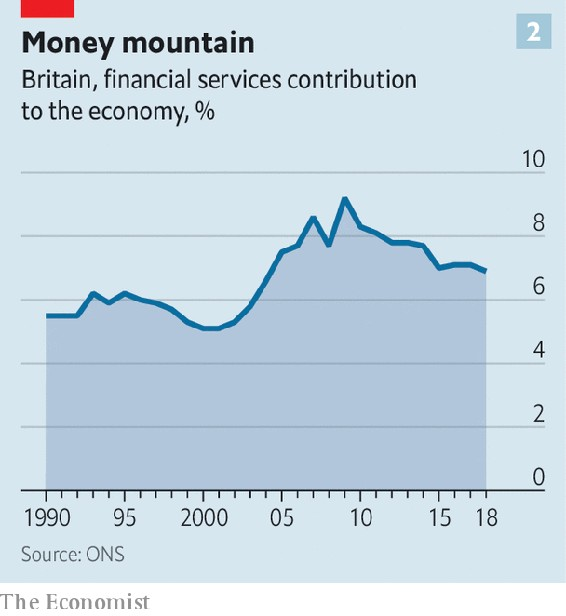 2
Money mountain
Britain, financial services contribution
to the economy, %
10
8
6
4
2
0
1990 95 2000 05 10 15 18
Source: ONS
The Economist